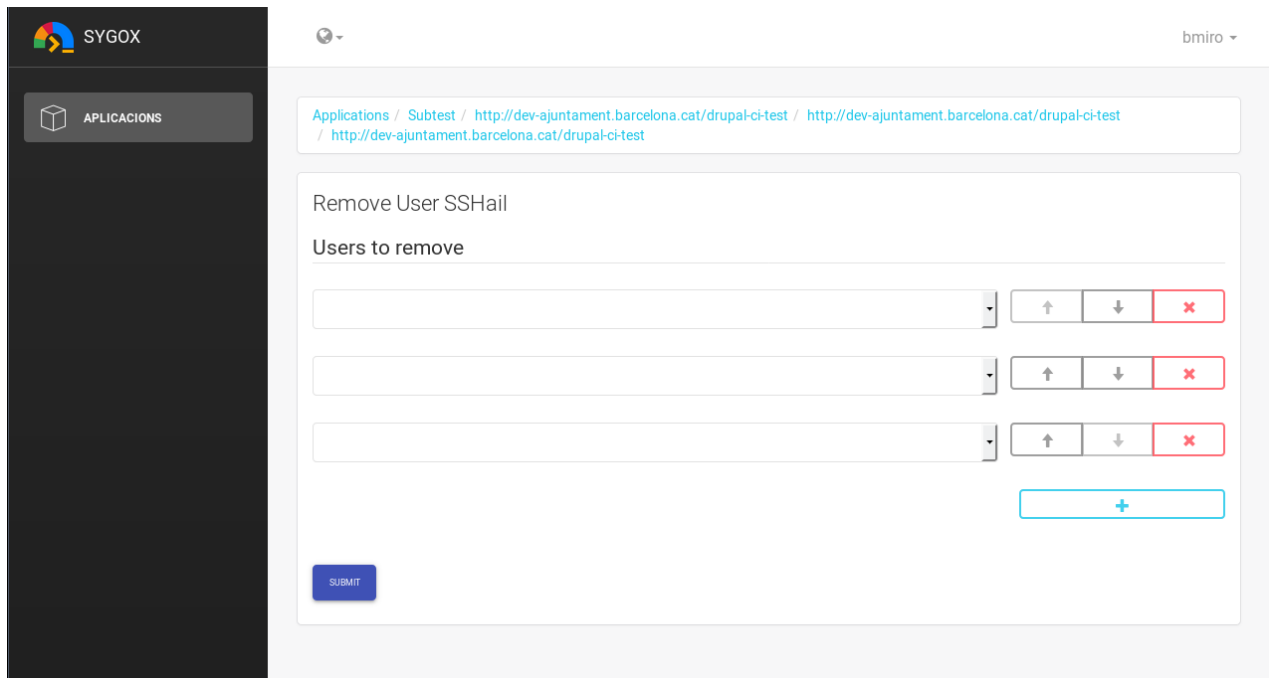 SYGOX
bmiro
APLICACIONS
Applications / Subtest / http://dev-ajuntament.barcelona.cat/drupal-ci-test / http://dev-ajuntament.barcelona.cat/drupal-ci-test
/ http://dev-ajuntament.barcelona.cat/drupal-ci-test
Remove User SSHail
Users to remove
SUBMIT